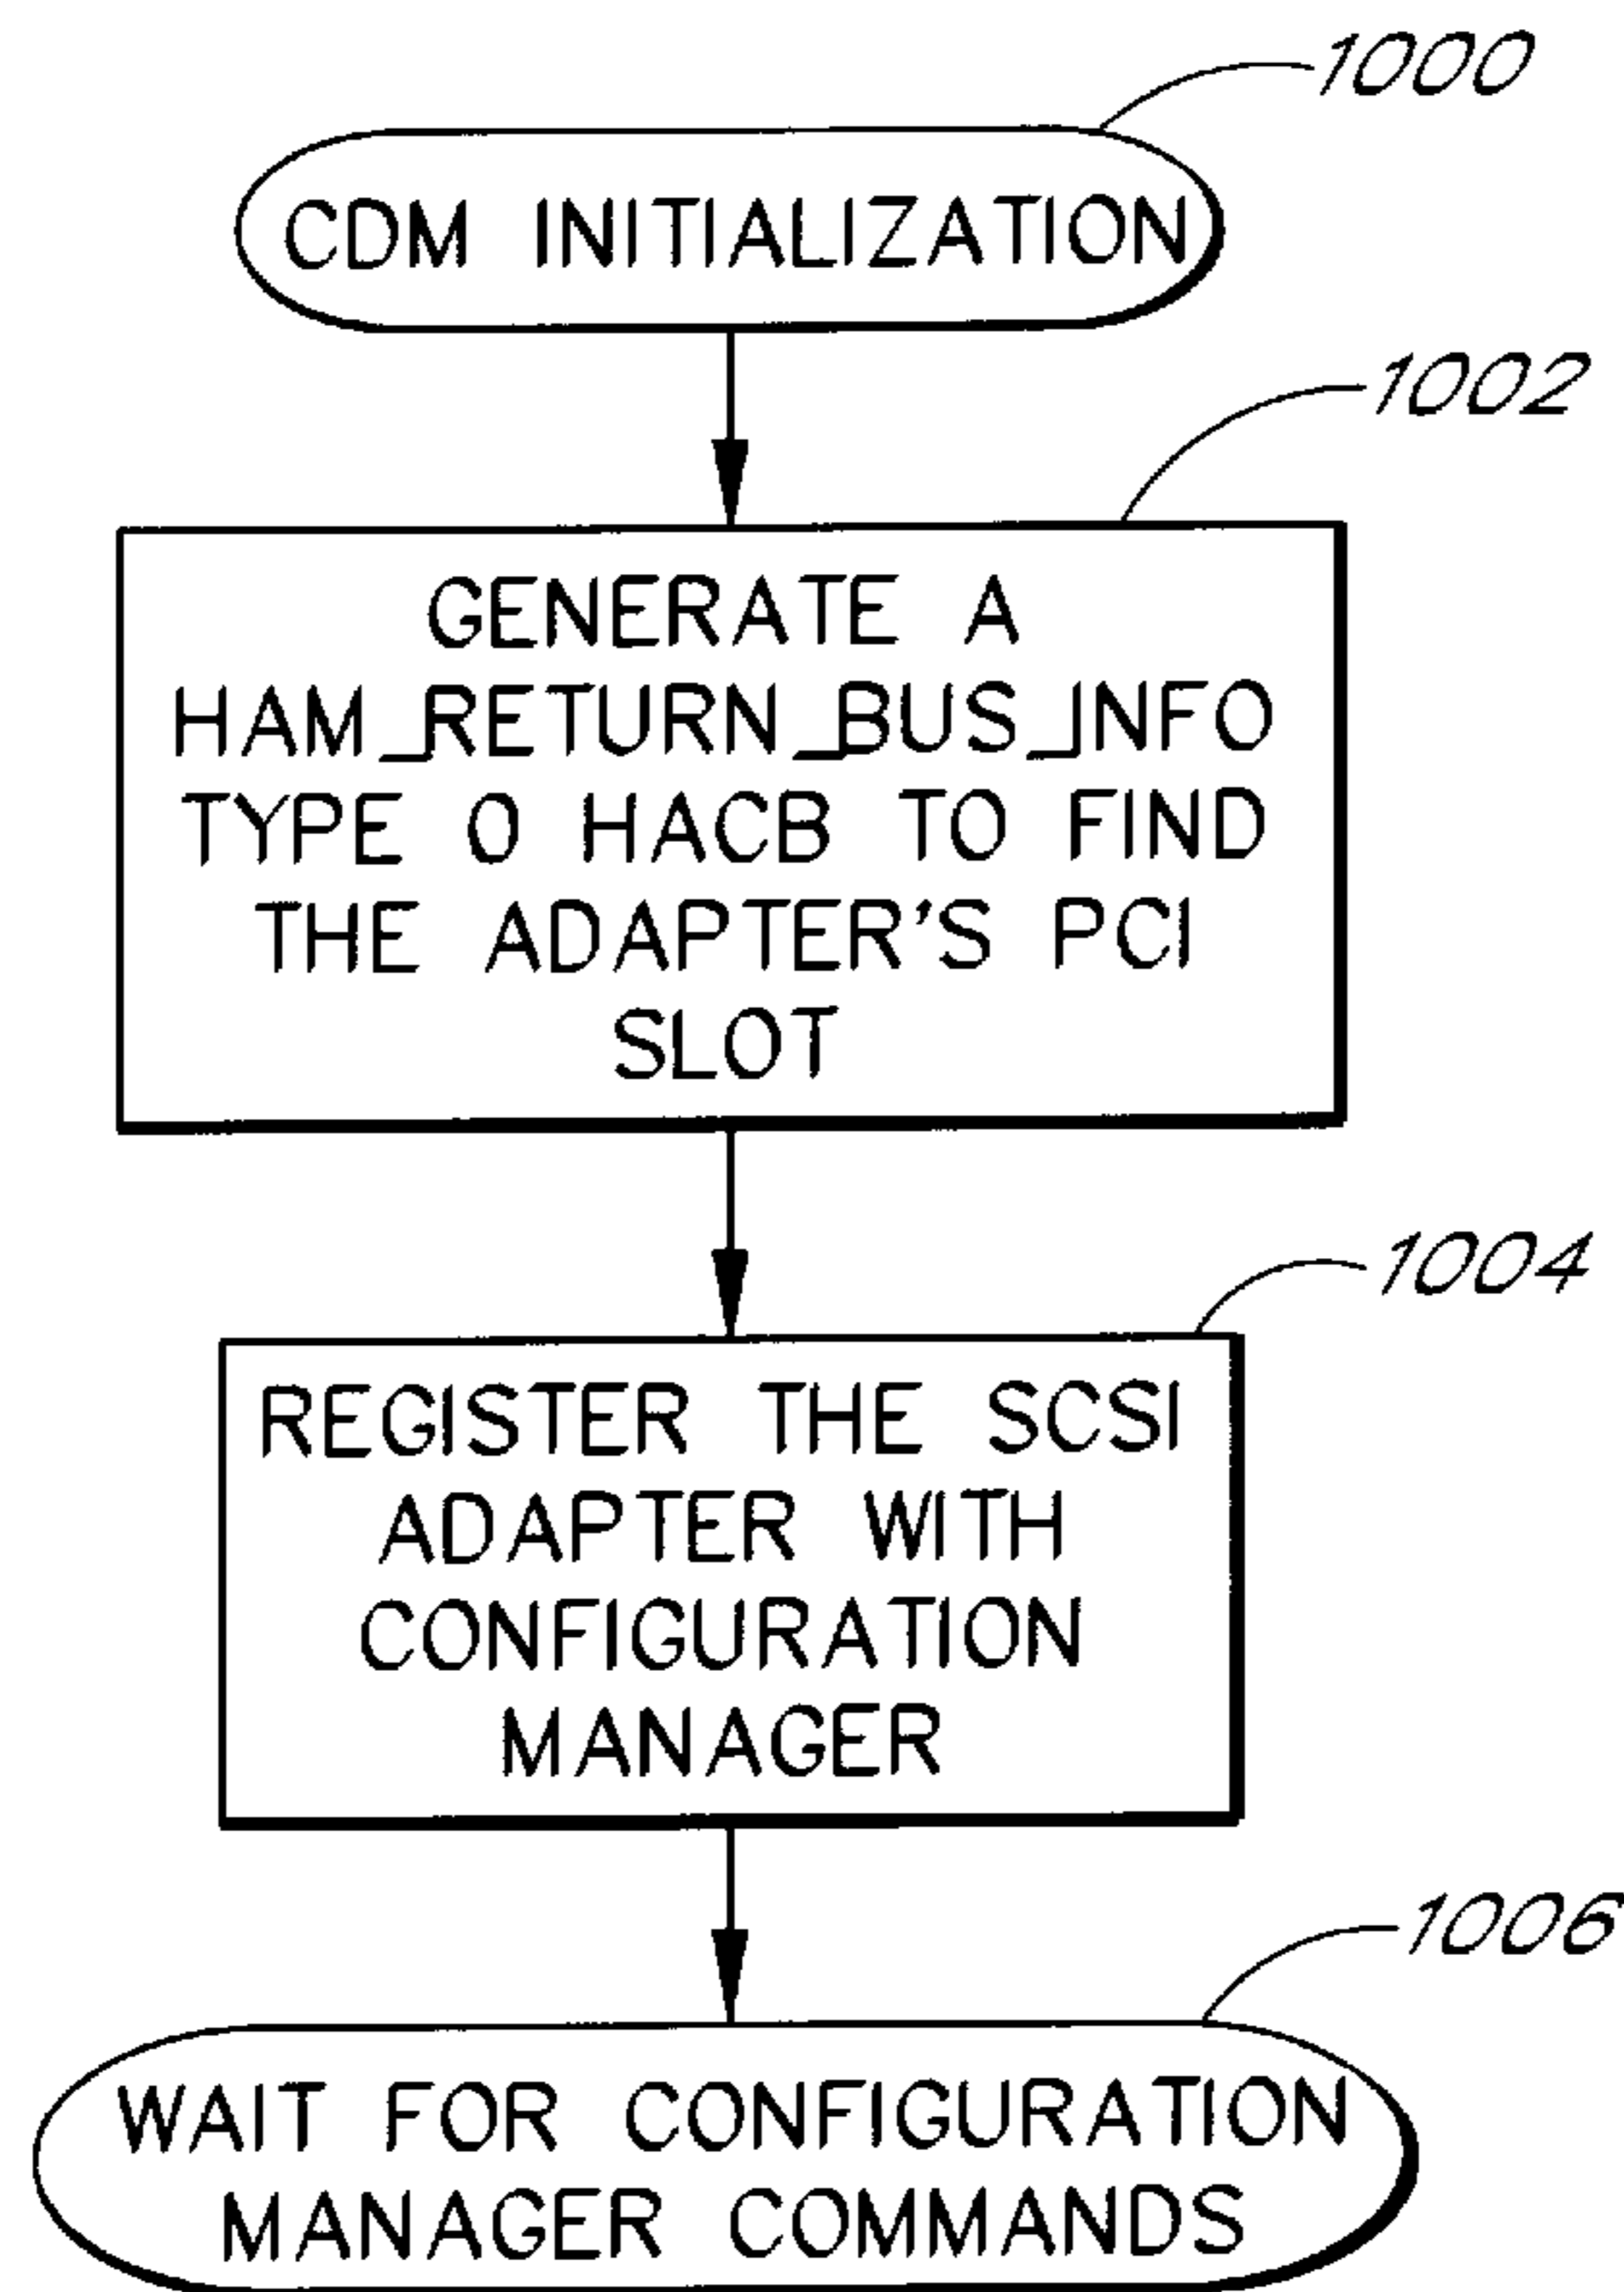 1000
CDM INITIALIZATION
1002
GENERATE A
HAM_RETURN_BUS_INFO
TYPE 0 HACB TO FIND
THE ADAPTER'S PCI
SLOT
1004
REGISTER THE SCSI
ADAPTER WITH
CONFIGURATION
MANAGER
1006
WAIT FOR CONFIGURATION
MANAGER COMMANDS